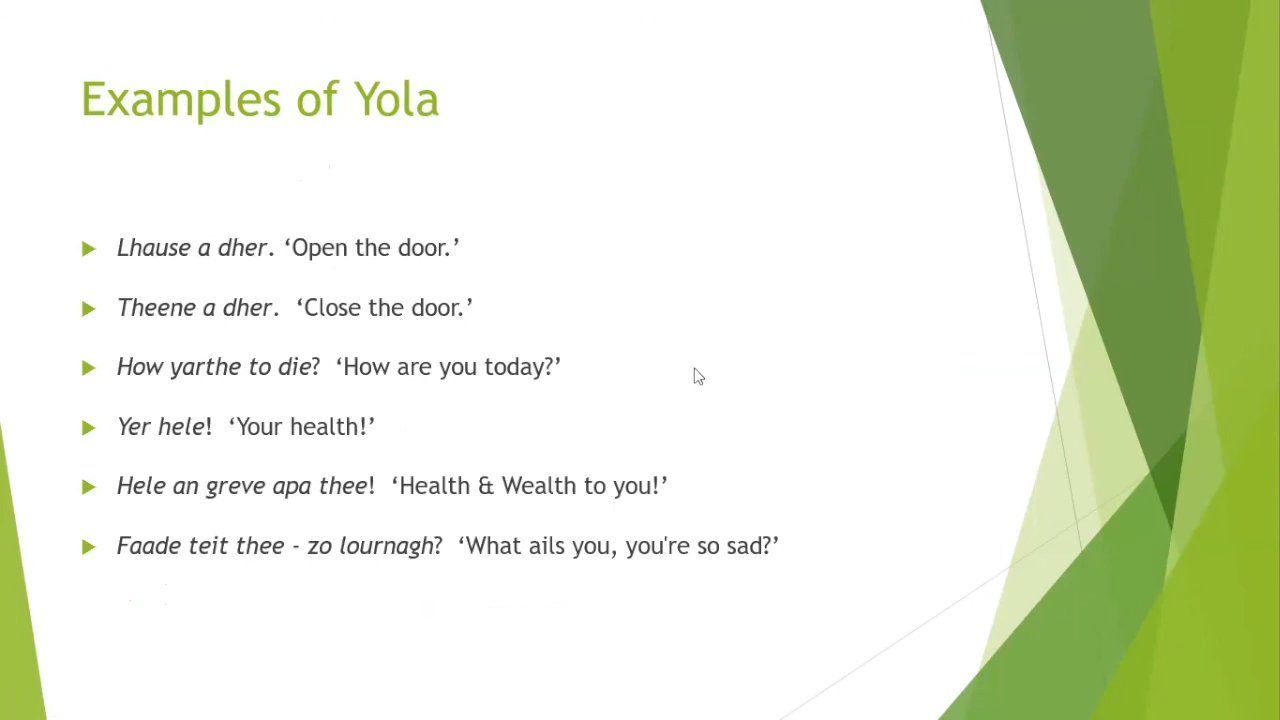 Examples of Yola
Lhause a dher. ‘Open the door.’
Theene a dher. ‘Close the door.’
How yarthe to die? ‘How are you today?’
Yer hele! ‘Your health!’
Hele an greve apa thee! ‘Health & Wealth to you!’
Faade teit thee - zo lournagh? ‘What ails you, you're so sad?’